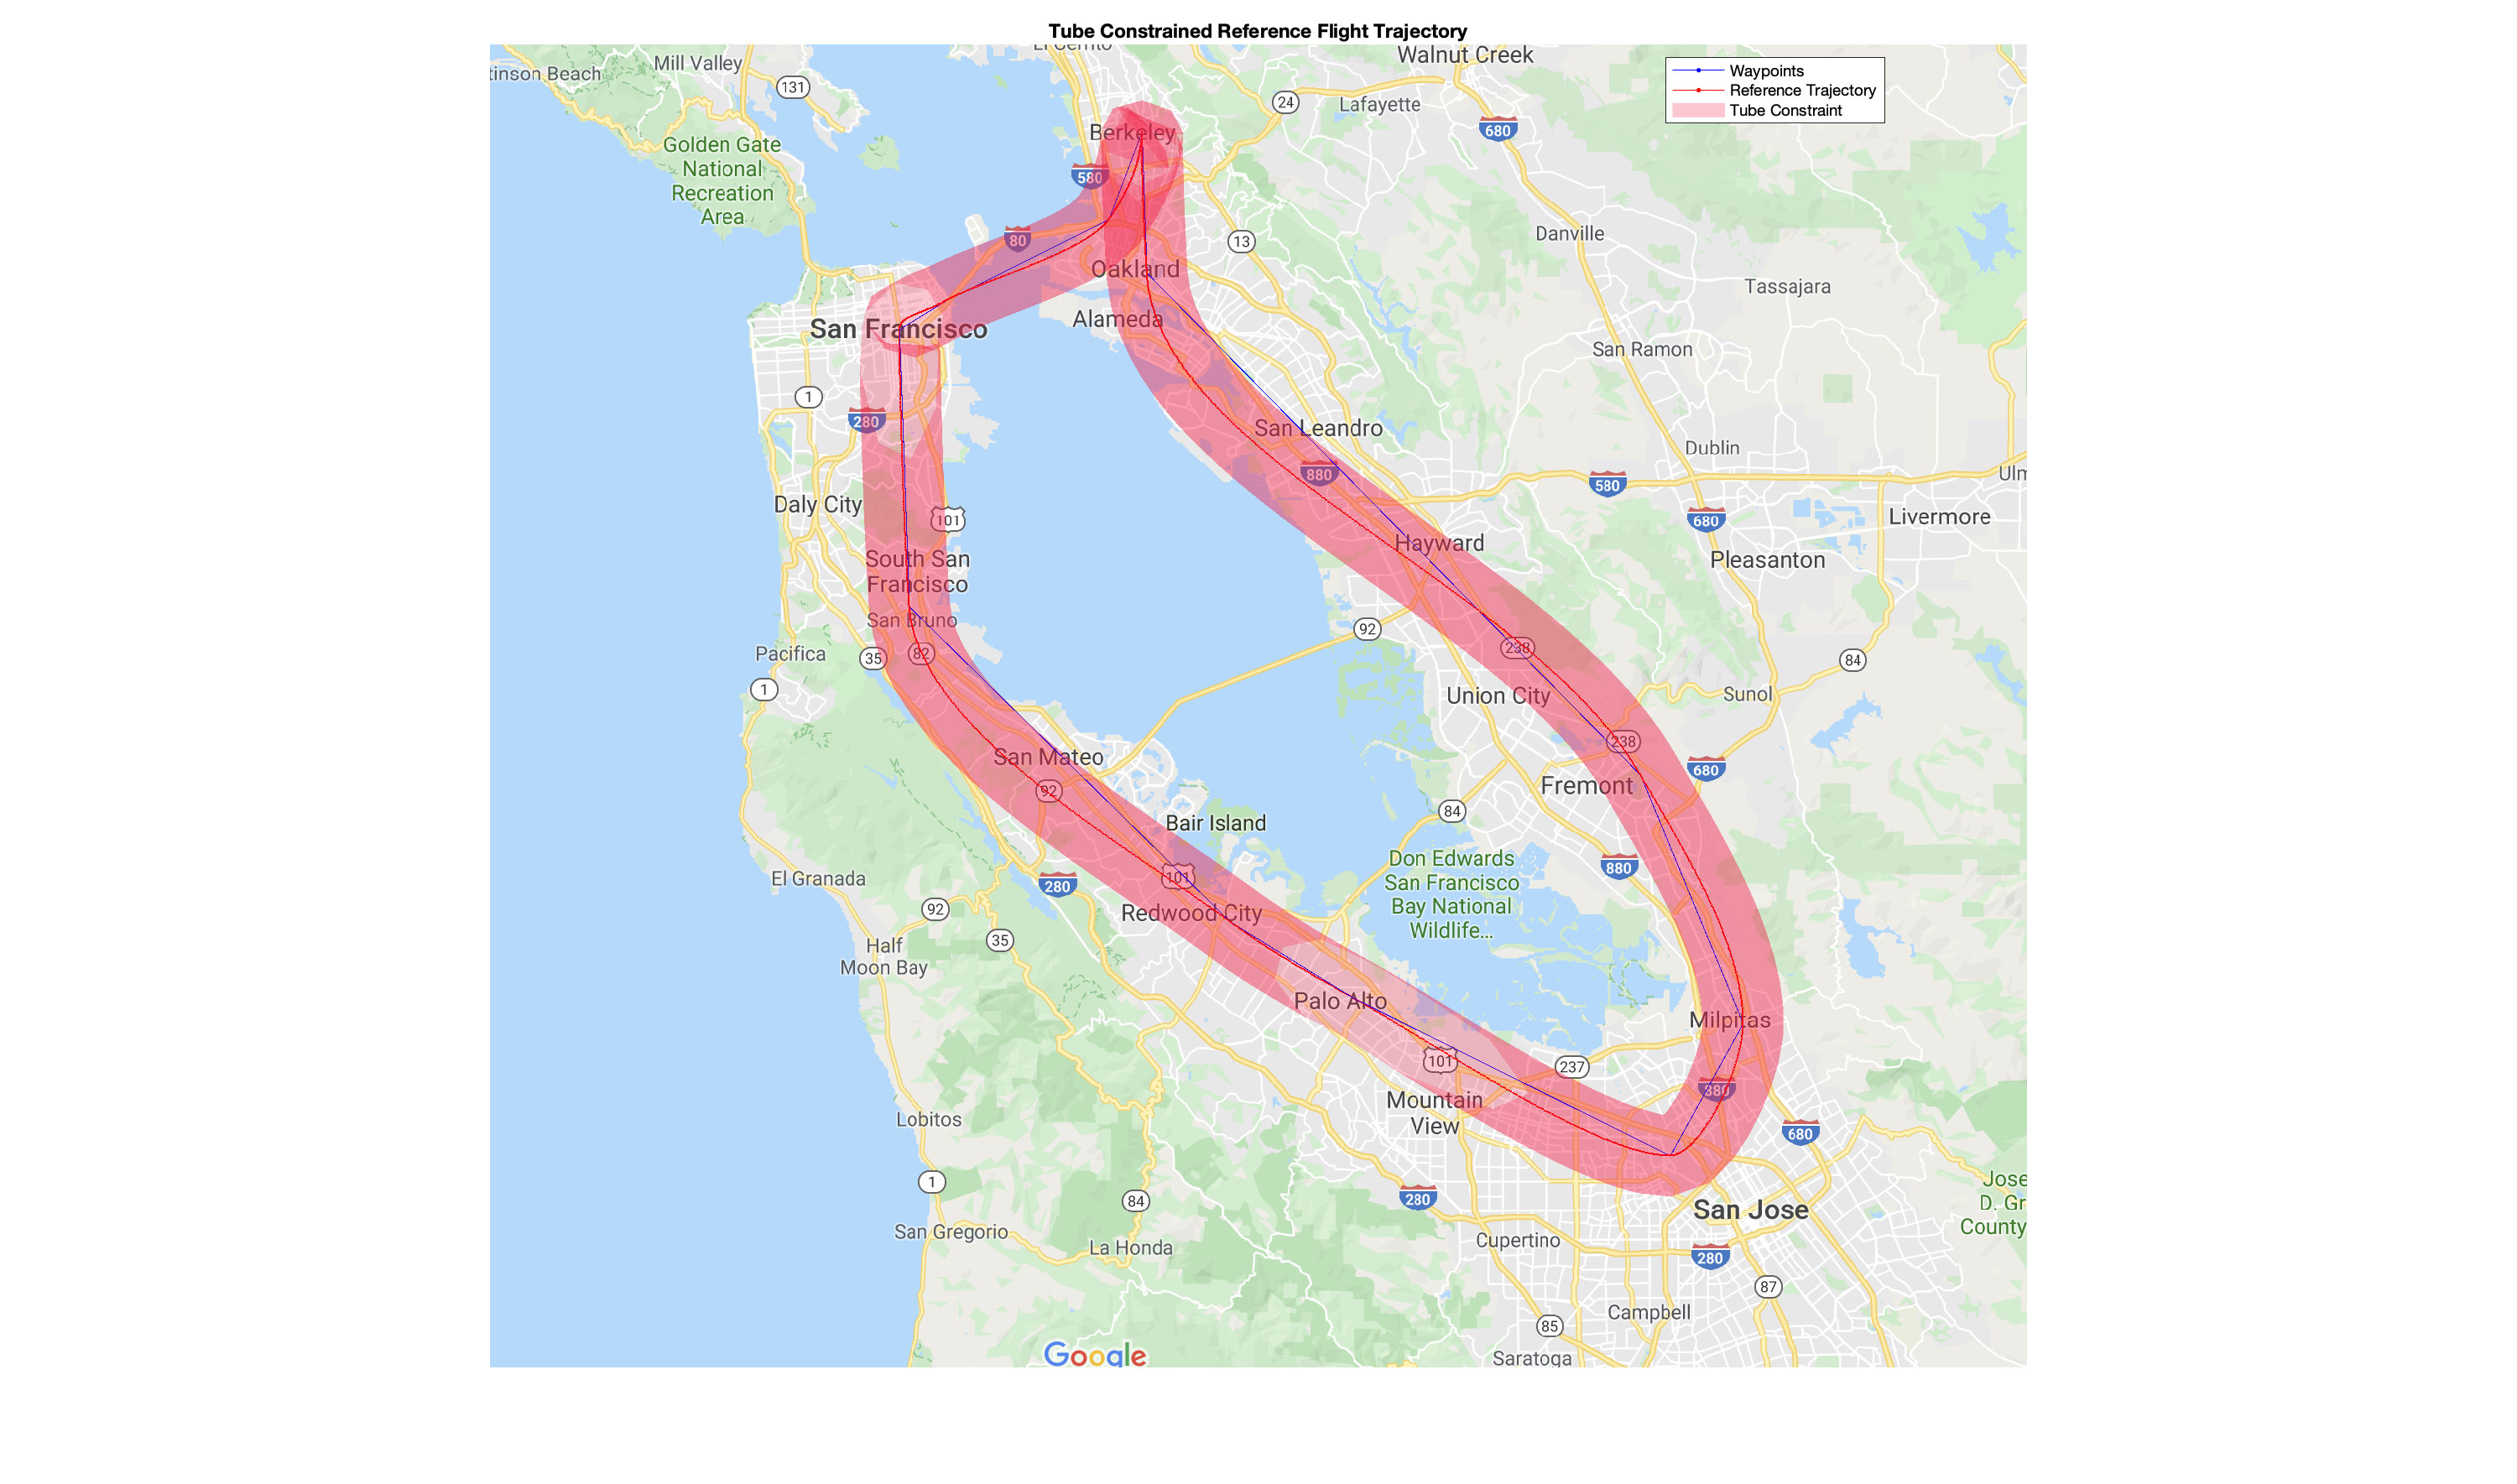 Tube Constrained Reference Flight Trajectory
El Cerrito
Walnut Creek
tinson Beach
Mill Valley
131
24
Lafayette
680
Waypoints
Reference Trajectory
Tube Constraint
Berkeley
Golden Gate
National
Recreation
Area
580
80
13
Danville
Oakland
Tassajara
Alameda
San Francisco
San Ramon
1
280
San Leandro
Dublin
880
580
Ulm
Daly City
101
680
Livermore
Hayward
South San
Francisco
Pleasanton
San Bruno
92
238
Pacifica
35
82
84
1
Union City
Sunol
238
San Mateo
680
92
Fremont
Bair Island
84
El Granada
280
101
880
Don Edwards
San Francisco
Bay National
Wildlife...
92
Redwood City
35
Half
Moon Bay
Palo Alto
Milpitas
101
237
880
Mountain
View
Lobitos
680
1
84
280
San Jose
Jose
D. Gr
County
San Gregorio
La Honda
Cupertino
280
87
Campbell
85
Google
Saratoga